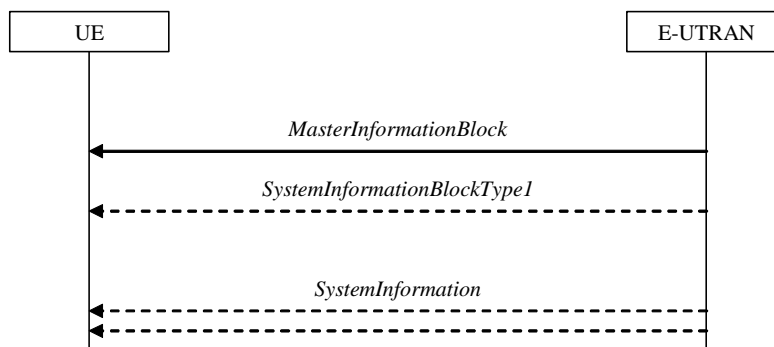 UE
E-UTRAN
MasterInformationBlock
SystemInformationBlockType1
SystemInformation